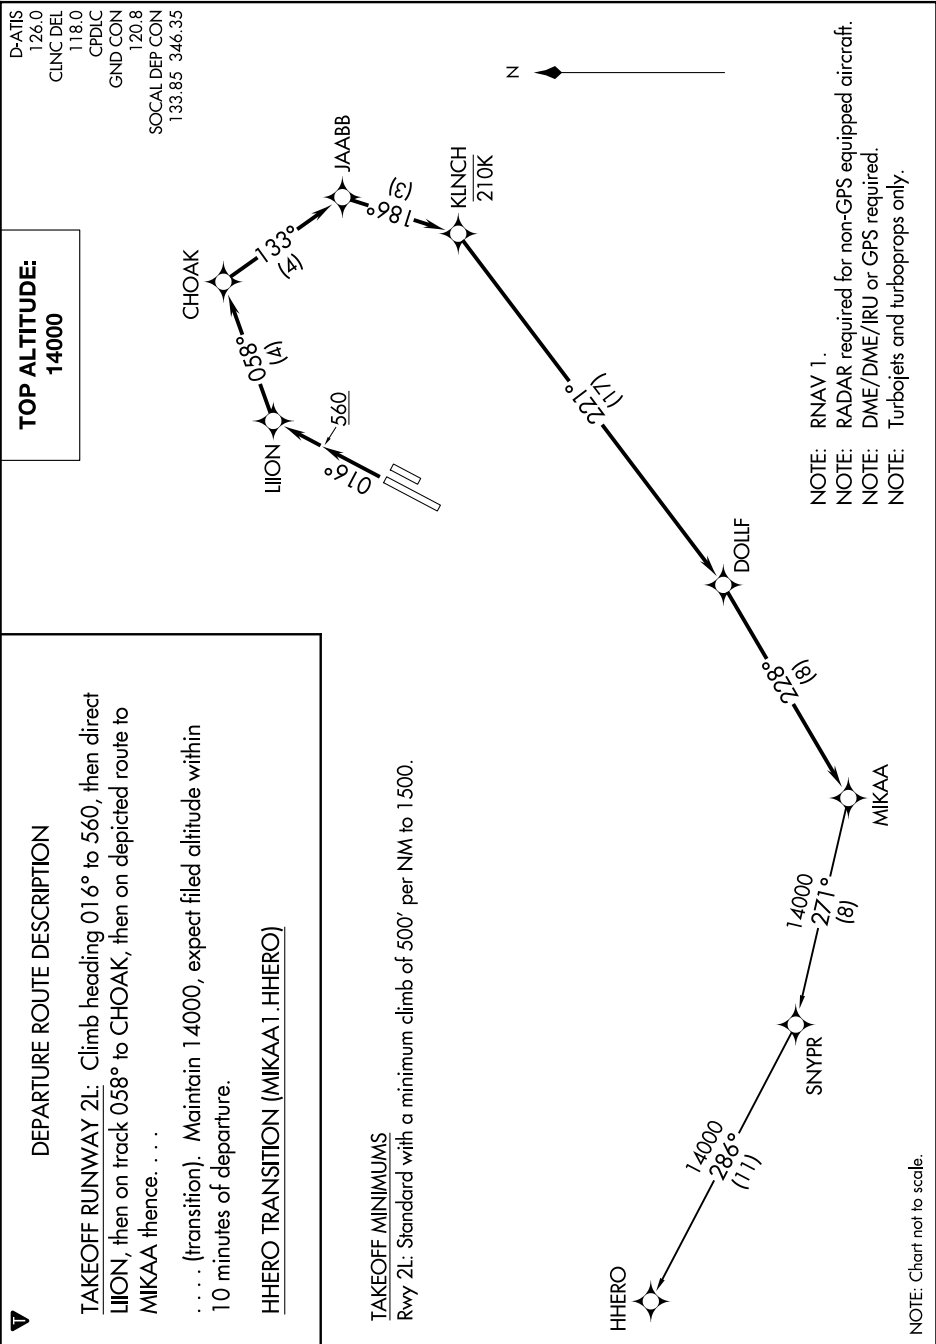 DEPARTURE ROUTE DESCRIPTION
TAKEOFF RUNWAY 2L: Climb heading 016° to 560, then direct
LIION, then on track 058° to CHOAK, then on depicted route to
MIKAA thence. . . .
. . . . (transition). Maintain 14000, expect filed altitude within
10 minutes of departure.
HHERO TRANSITION (MIKAA1.HHERO)
TAKEOFF MINIMUMS
Rwy 2L: Standard with a minimum climb of 500' per NM to 1500.
TOP ALTITUDE:
14000
D-ATIS
126.0
CLNC DEL
118.0
CPDLC
GND CON
120.8
SOCAL DEP CON
133.85 346.35
N
CHOAK
JAABB
133°
(4)
058°
(4)
186°
(3)
KLNCH
210K
LIION
560
016°
221°
(17)
DOLLF
228°
(8)
MIKAA
14000
271°
(8)
SNYPR
14000
286°
(11)
HHERO
NOTE: RNAV 1.
NOTE: RADAR required for non-GPS equipped aircraft.
NOTE: DME/DME/IRU or GPS required.
NOTE: Turbojets and turboprops only.
NOTE: Chart not to scale.
T